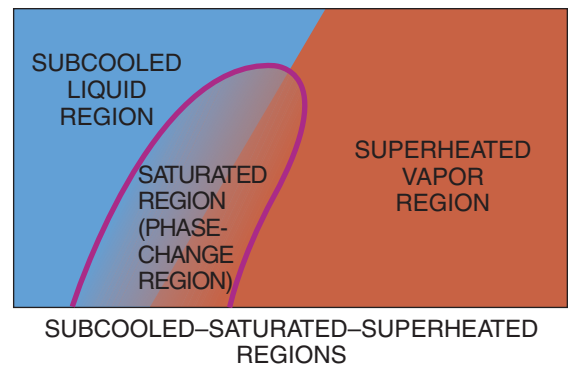 SUBCOOLED
LIQUID
REGION
SATURATED
REGION
(PHASE-
CHANGE
REGION)
SUPERHEATED
VAPOR
REGION
SUBCOOLED–SATURATED–SUPERHEATED
REGIONS